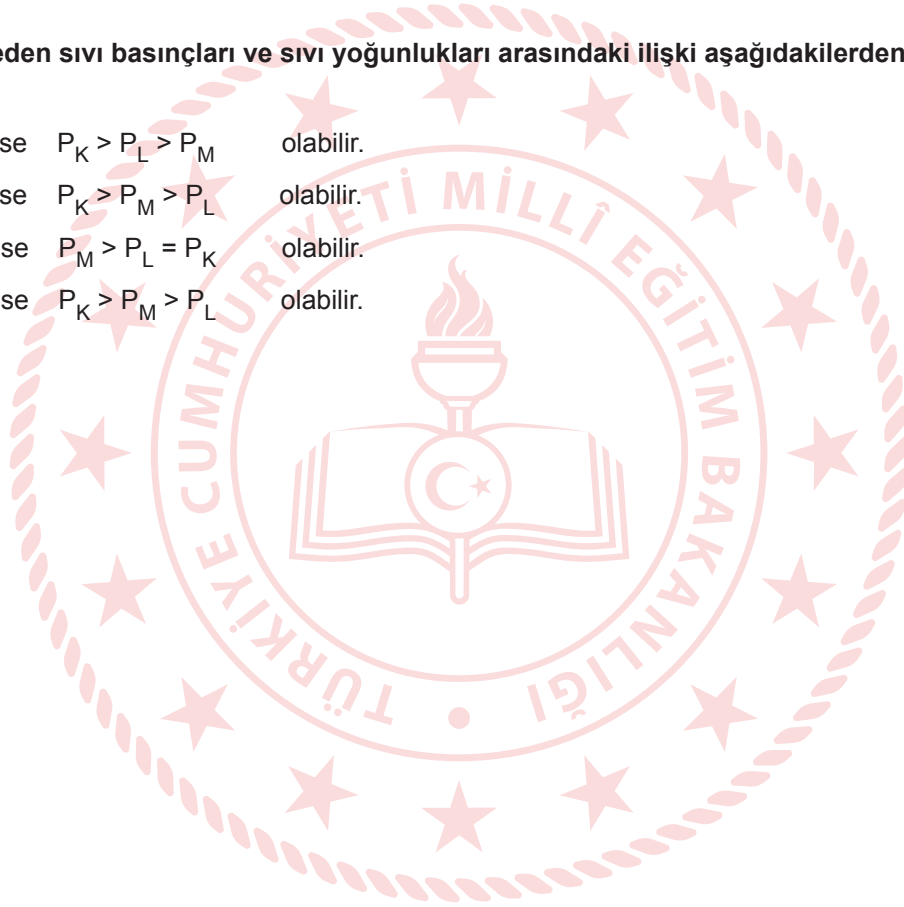 eden sıvı basınçları ve sıvı yoğunlukları arasındaki ilişki aşağıdakilerden
se P_K > P_L > P_M olabilir.
se P_K > P_M > P_L olabilir.
se P_M > P_L = P_K olabilir.
se P_K > P_M > P_L olabilir.
TÜRKİYE CUMHURİYETİ MİLLÎ EĞİTİM BAKANLIĞI